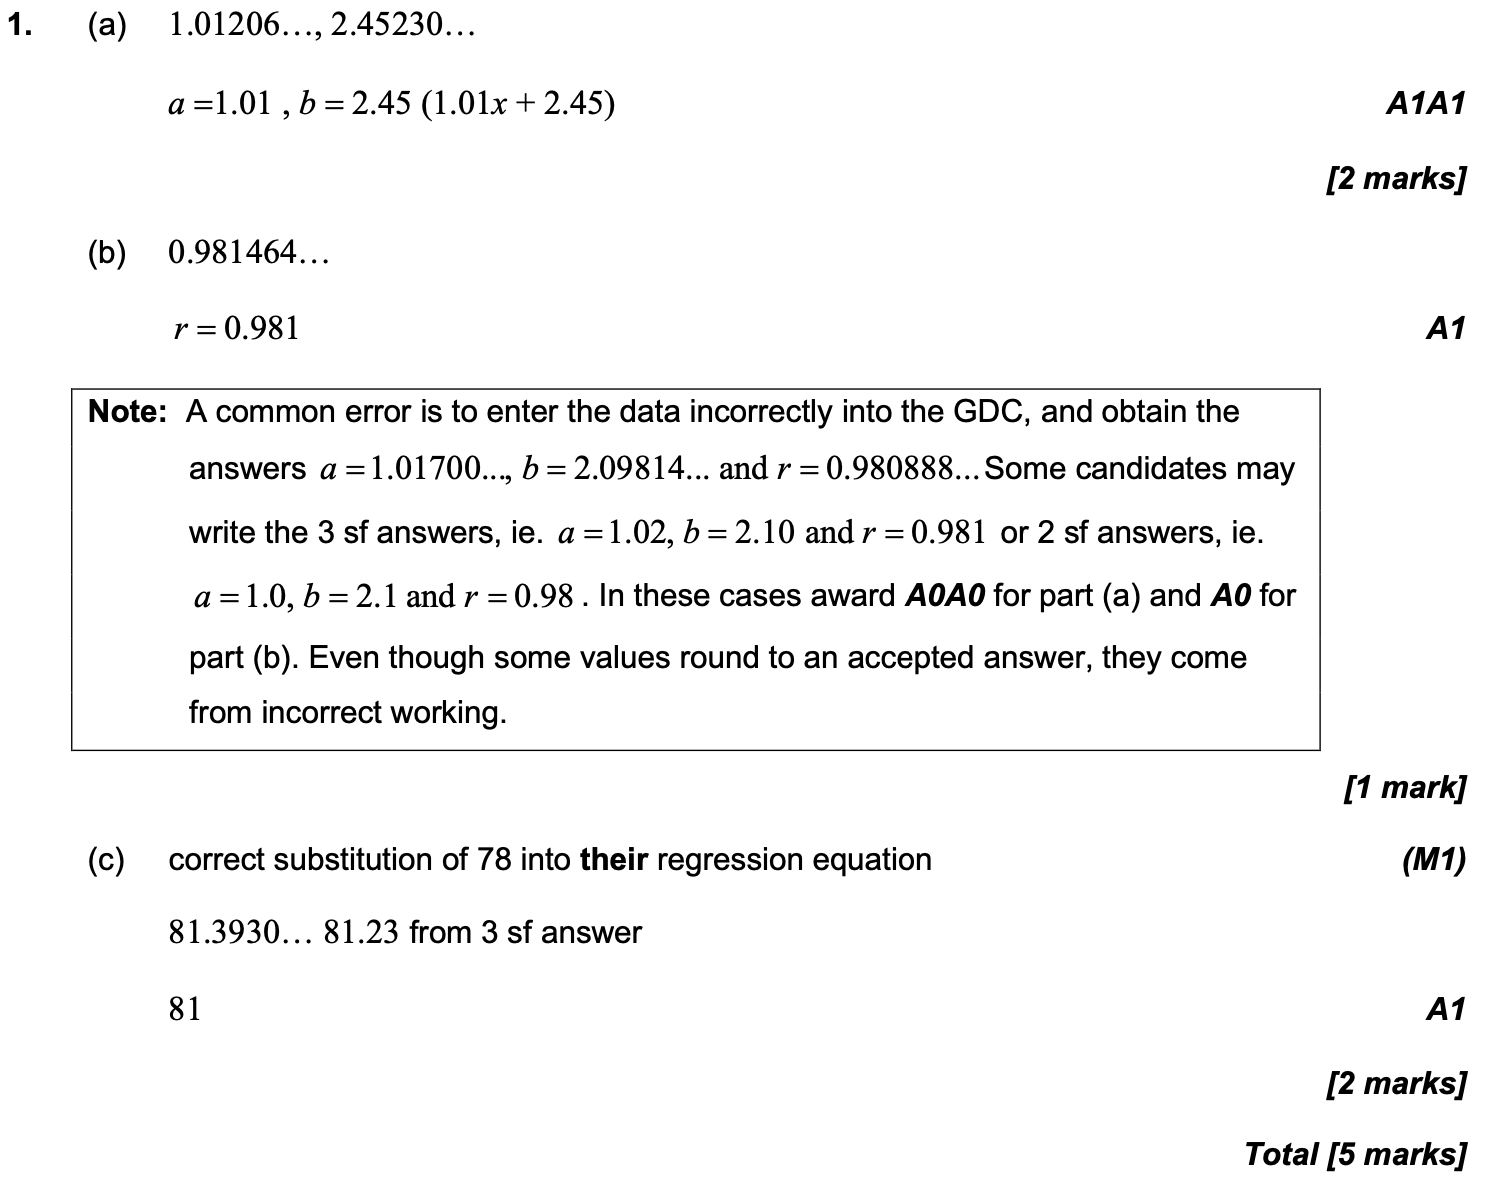 1. (a) 1.01206…, 2.45230…
a =1.01 , b = 2.45 (1.01x + 2.45) A1A1
[2 marks]
(b) 0.981464…
r = 0.981 A1
Note: A common error is to enter the data incorrectly into the GDC, and obtain the
answers a =1.01700..., b = 2.09814... and r = 0.980888... Some candidates may
write the 3 sf answers, ie. a =1.02, b = 2.10 and r = 0.981 or 2 sf answers, ie.
a =1.0, b = 2.1 and r = 0.98 . In these cases award A0A0 for part (a) and A0 for
part (b). Even though some values round to an accepted answer, they come
from incorrect working.
[1 mark]
(c) correct substitution of 78 into their regression equation (M1)
81.3930… 81.23 from 3 sf answer
81 A1
[2 marks]
Total [5 marks]